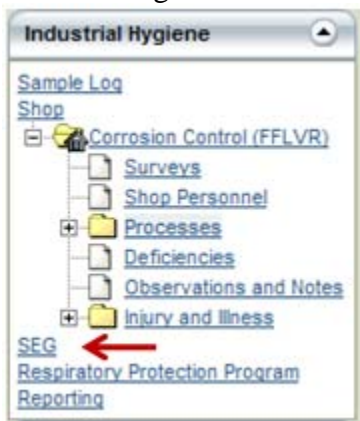 Industrial Hygiene
Sample Log
Shop
Corrosion Control (FFLVR)
Surveys
Shop Personnel
Processes
Deficiencies
Observations and Notes
Injury and Illness
SEG
Respiratory Protection Program
Reporting